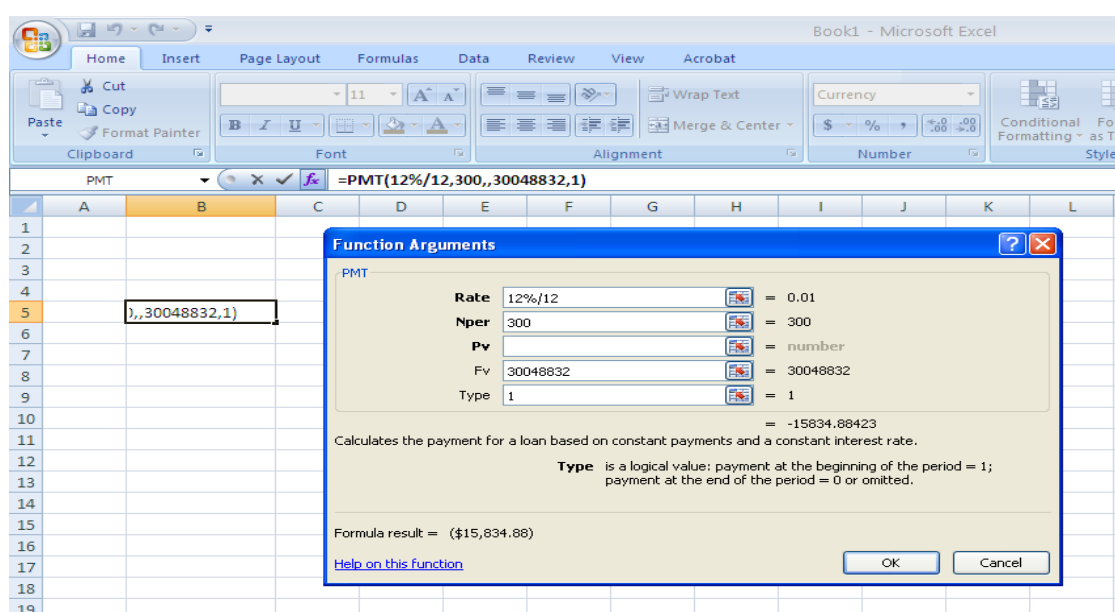 Book1 - Microsoft Excel
Home Insert Page Layout Formulas Data Review View Acrobat
Cut
Copy
Format Painter
Paste
11
Wrap Text
Merge & Center
Currency
$ % ,
Conditional Fo
Formatting as T
Clipboard Font Alignment Number Style
PMT =PMT(12%/12,300,,30048832,1)
A B C D E F G H I J K L
1
2
3
4
5 ),,30048832,1)
6
7
8
9
10
11
12
13
14
15
16
17
18
19
Function Arguments
PMT
Rate 12%/12 = 0.01
Nper 300 = 300
Pv = number
Fv 30048832 = 30048832
Type 1 = 1
= -15834.88423
Calculates the payment for a loan based on constant payments and a constant interest rate.
Type is a logical value: payment at the beginning of the period = 1;
payment at the end of the period = 0 or omitted.
Formula result = ($15,834.88)
Help on this function
OK Cancel